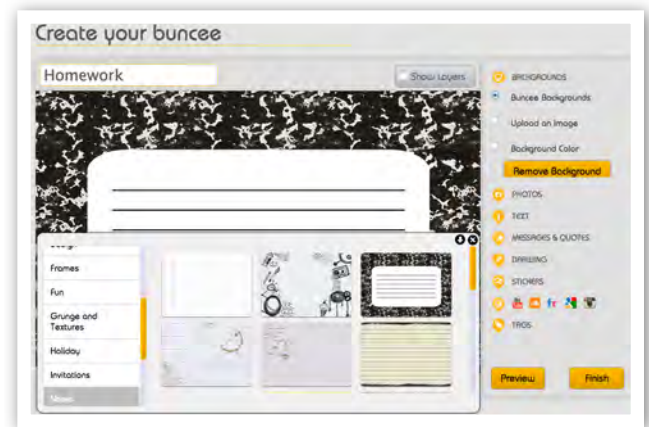 Create your buncee
Homework
Show Layers
BACKGROUNDS
Buncee Backgrounds
Upload an Image
Background Color
Remove Background
PHOTOS
TEXT
MESSAGES & QUOTES
DRAWING
STICKERS
TAGS
Frames
Fun
Grunge and
Textures
Holiday
Invitations
Preview
Finish